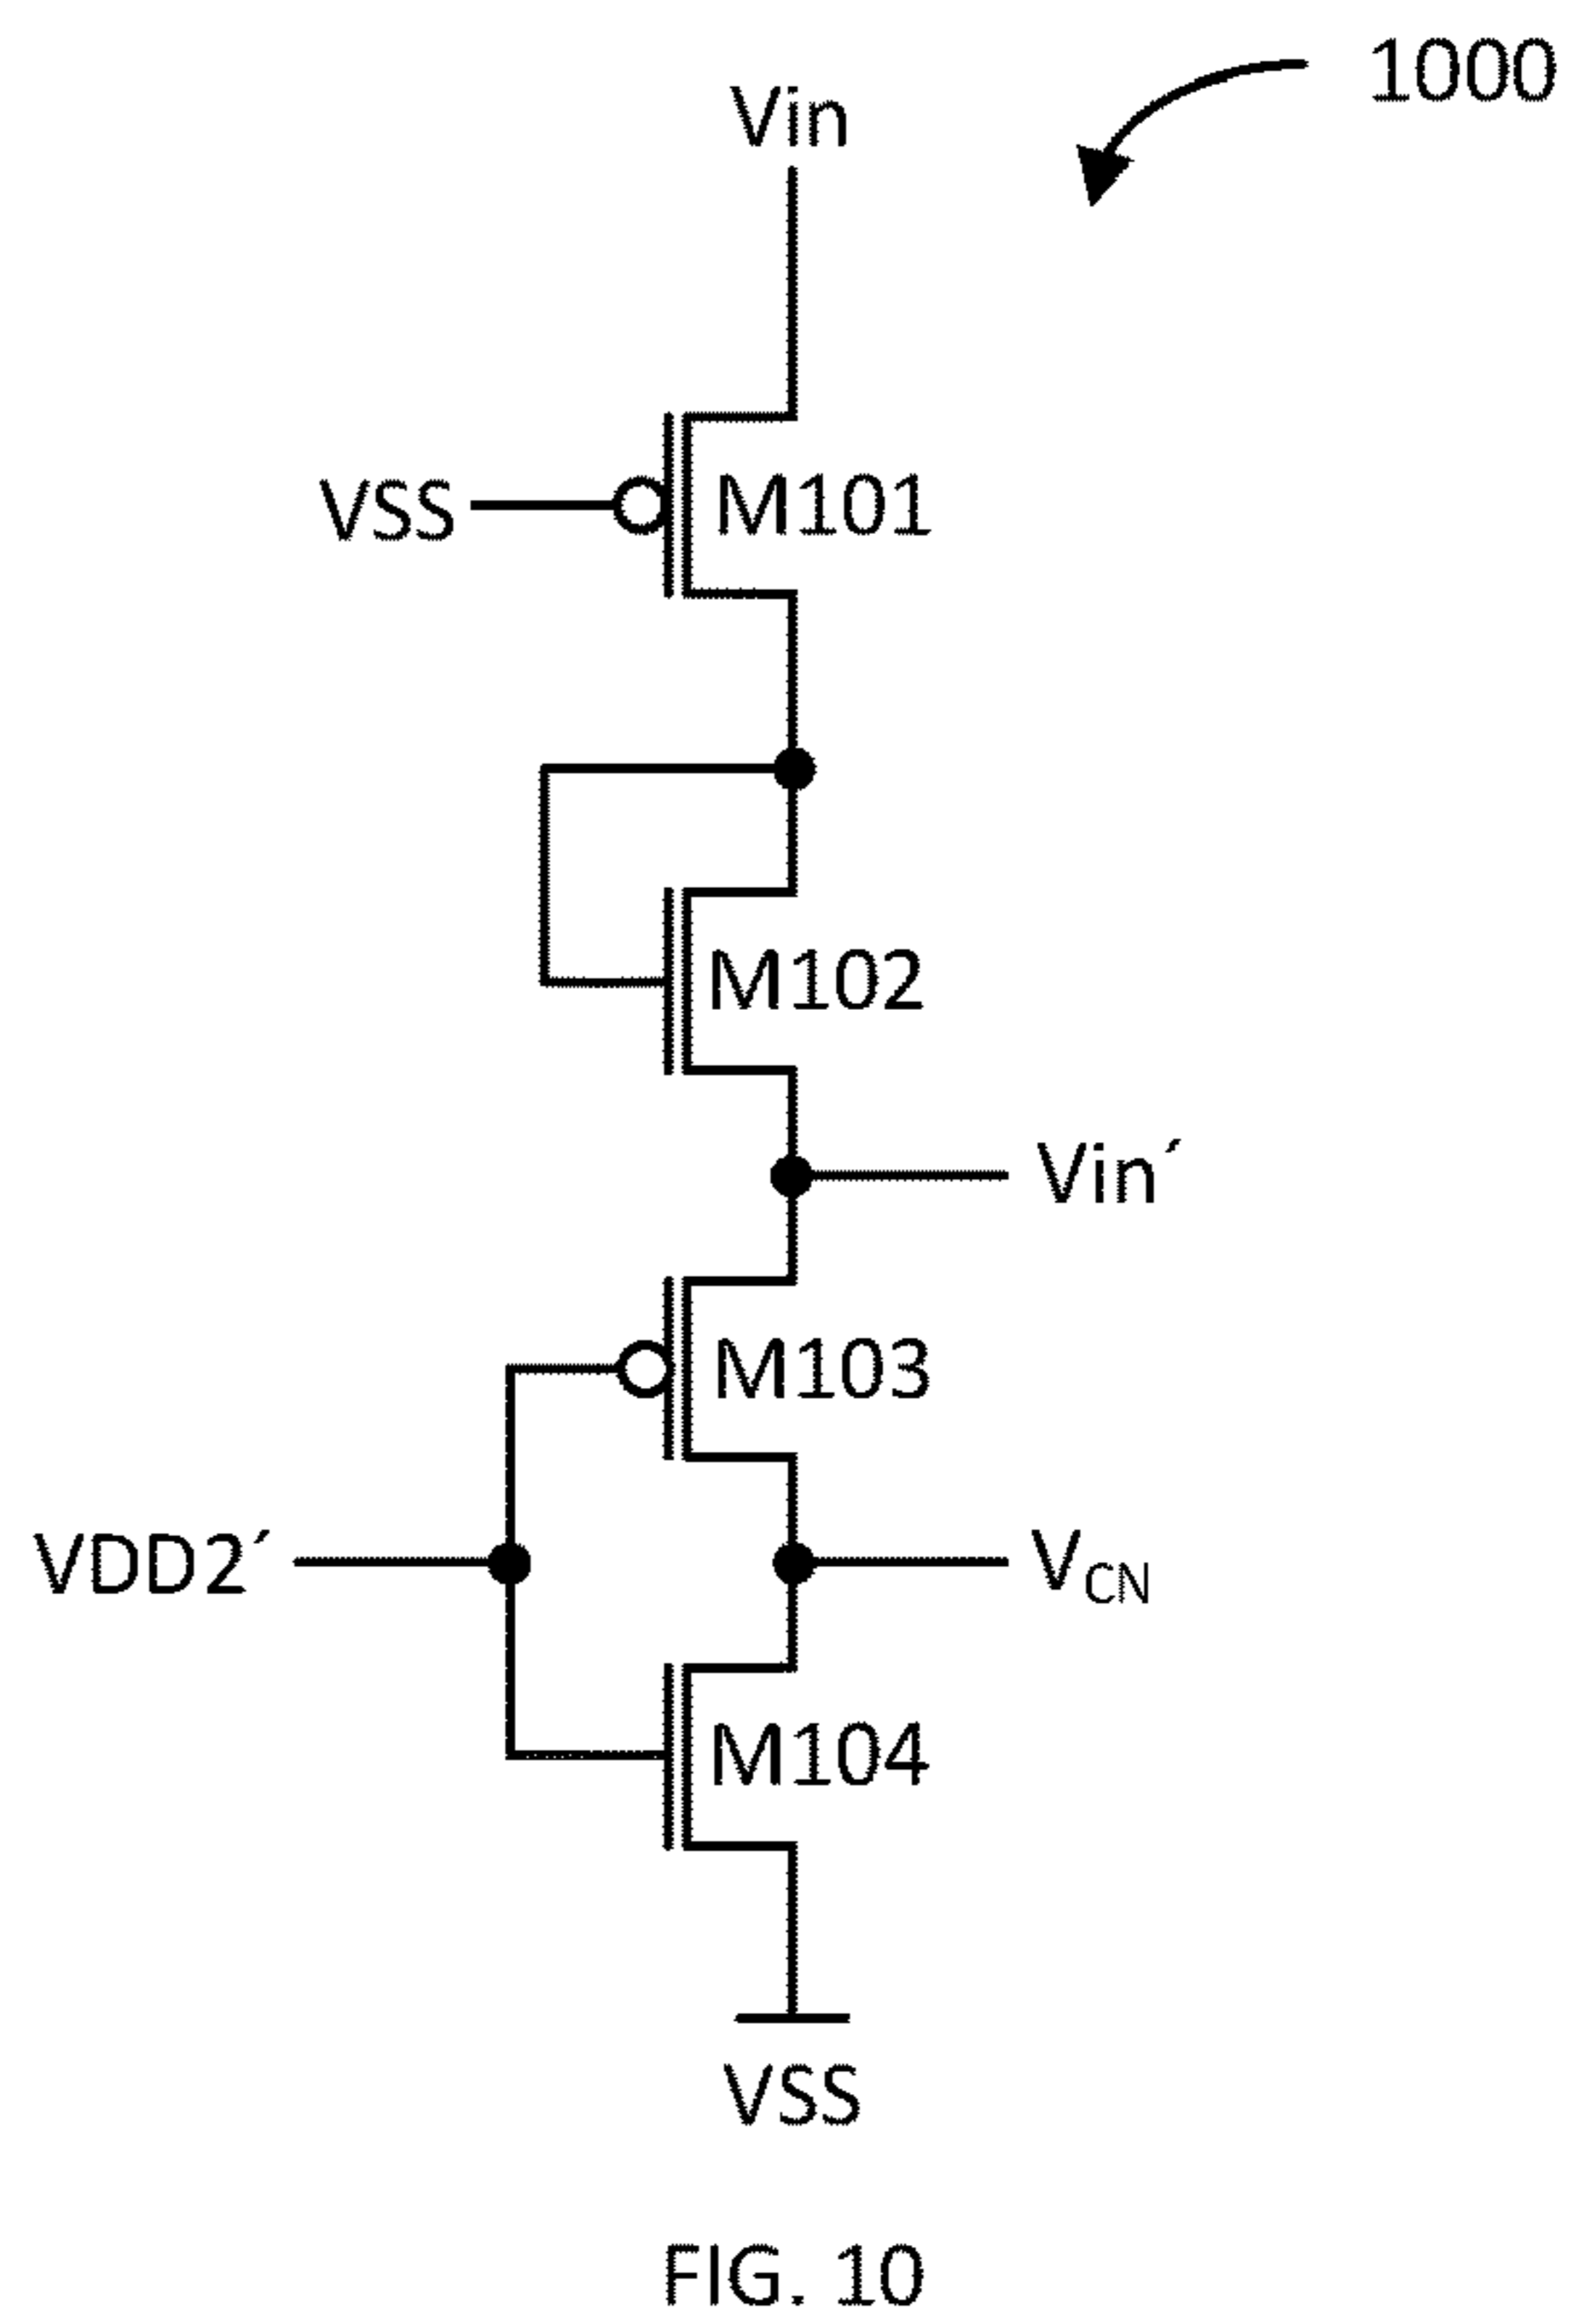 1000
Vin
VSS
M101
M102
Vin´
M103
VDD2´
VCN
M104
VSS
FIG. 10